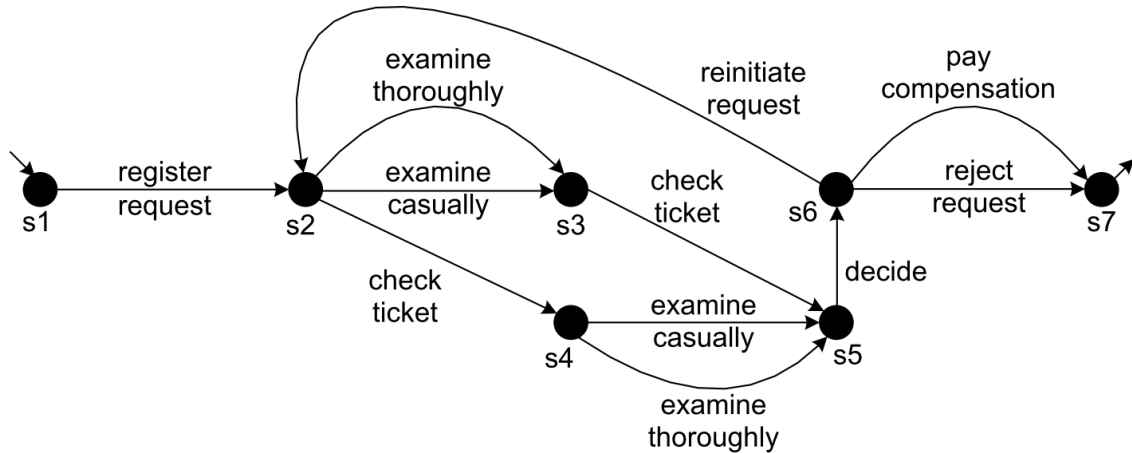 examine
thoroughly
reinitiate
request
pay
compensation
register
request
examine
casually
check
ticket
reject
request
s1
s2
s3
s6
s7
check
ticket
decide
examine
casually
s4
s5
examine
thoroughly